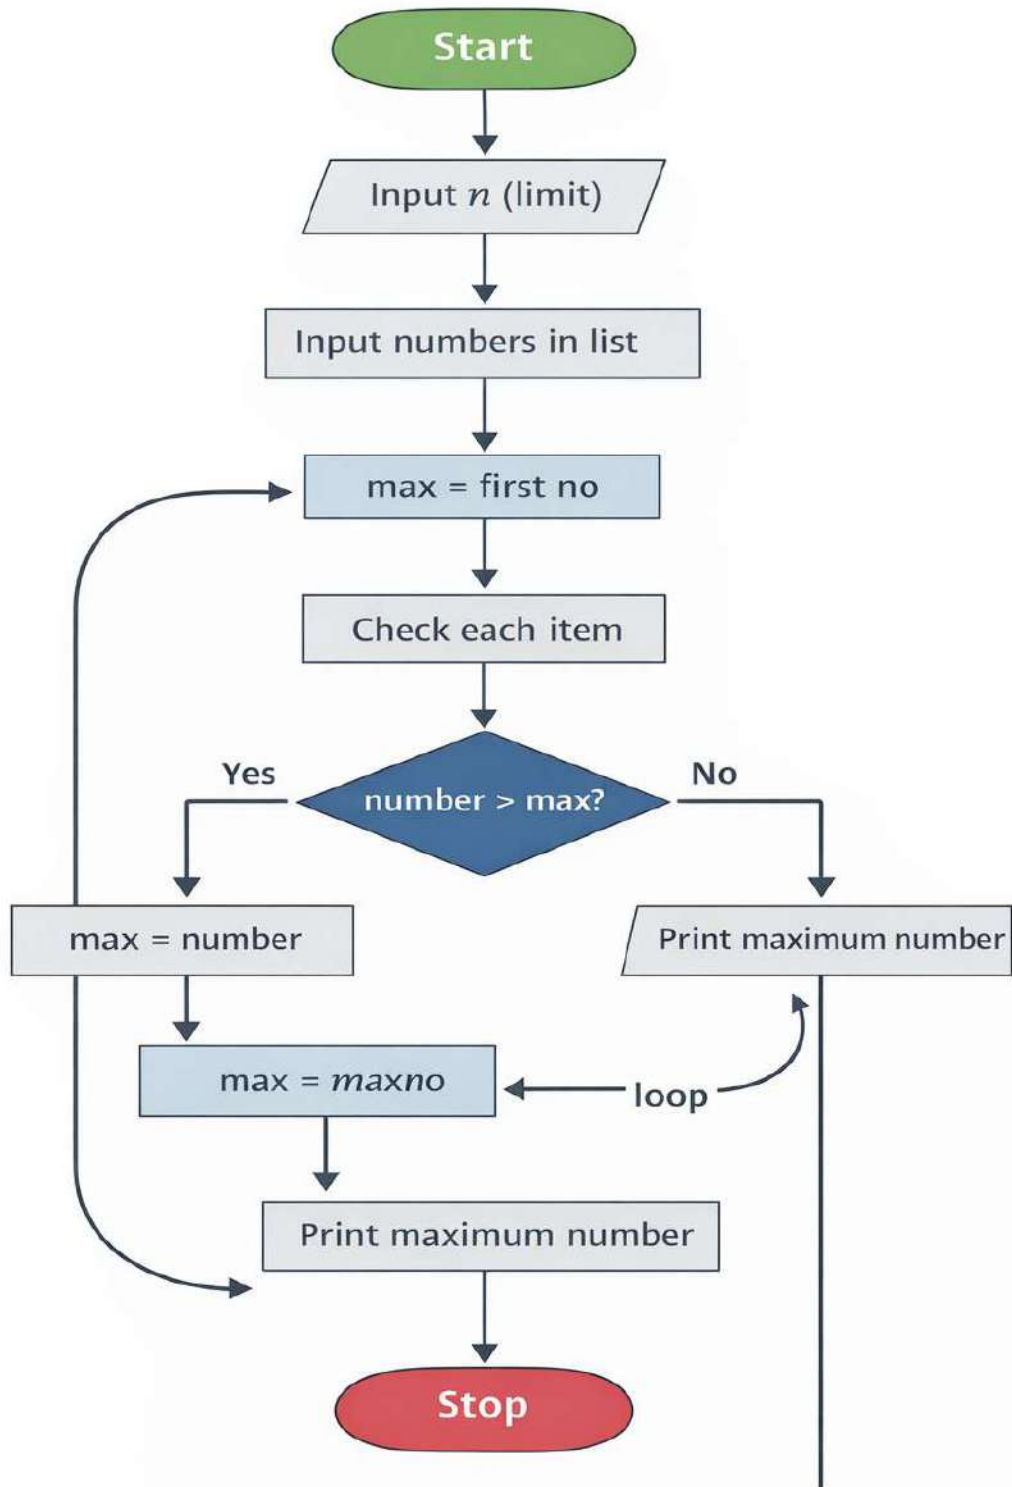 Start
Input n (limit)
Input numbers in list
max = first no
Check each item
number > max?
Yes
No
max = number
Print maximum number
max = maxno
loop
Print maximum number
Stop